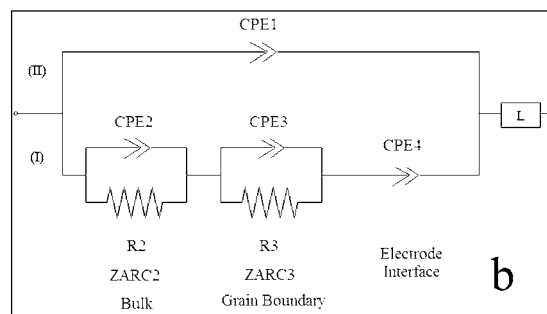 CPE1
(II)
L
CPE2
CPE3
CPE4
(I)
R2
R3
Electrode
Interface
ZARC2
ZARC3
Bulk
Grain Boundary
b